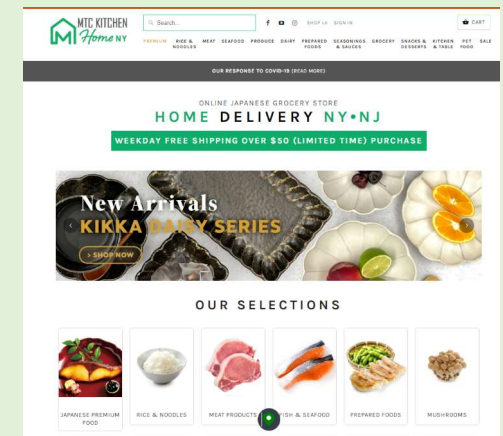 MTC KITCHEN
Home NY
Search...
SHOP LV SIGN IN
CART
PREMIUM
RICE &
NOODLES
MEAT
SEAFOOD
PRODUCE
DAIRY
PREPARED
FOODS
SEASONINGS
& SAUCES
GROCERY
SNACKS &
DESSERTS
KITCHEN
& TABLE
PET
FOOD
SALE
OUR RESPONSE TO COVID-19 (READ MORE)
ONLINE JAPANESE GROCERY STORE
HOME DELIVERY NY•NJ
WEEKDAY FREE SHIPPING OVER $50 (LIMITED TIME) PURCHASE
New Arrivals
KIKKA DAISY SERIES
> SHOP NOW
OUR SELECTIONS
JAPANESE PREMIUM
FOOD
RICE & NOODLES
MEAT PRODUCTS
FISH & SEAFOOD
PREPARED FOODS
MUSHROOMS